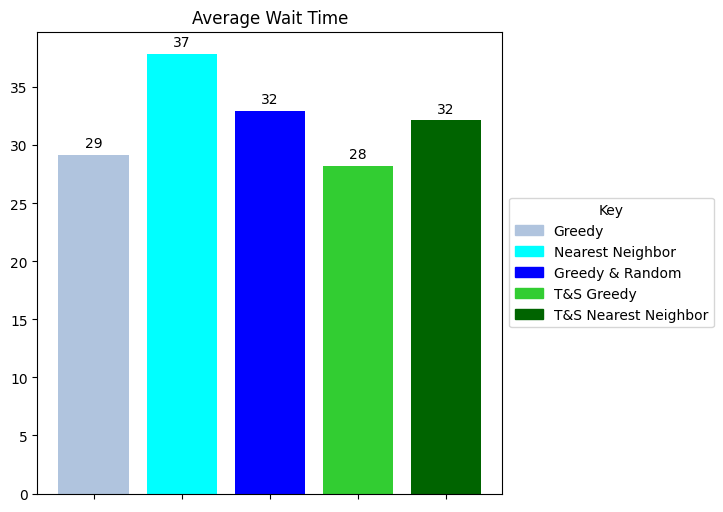 Average Wait Time
37
35
32
32
30
29
28
25
20
15
10
5
0
Key
Greedy
Nearest Neighbor
Greedy & Random
T&S Greedy
T&S Nearest Neighbor